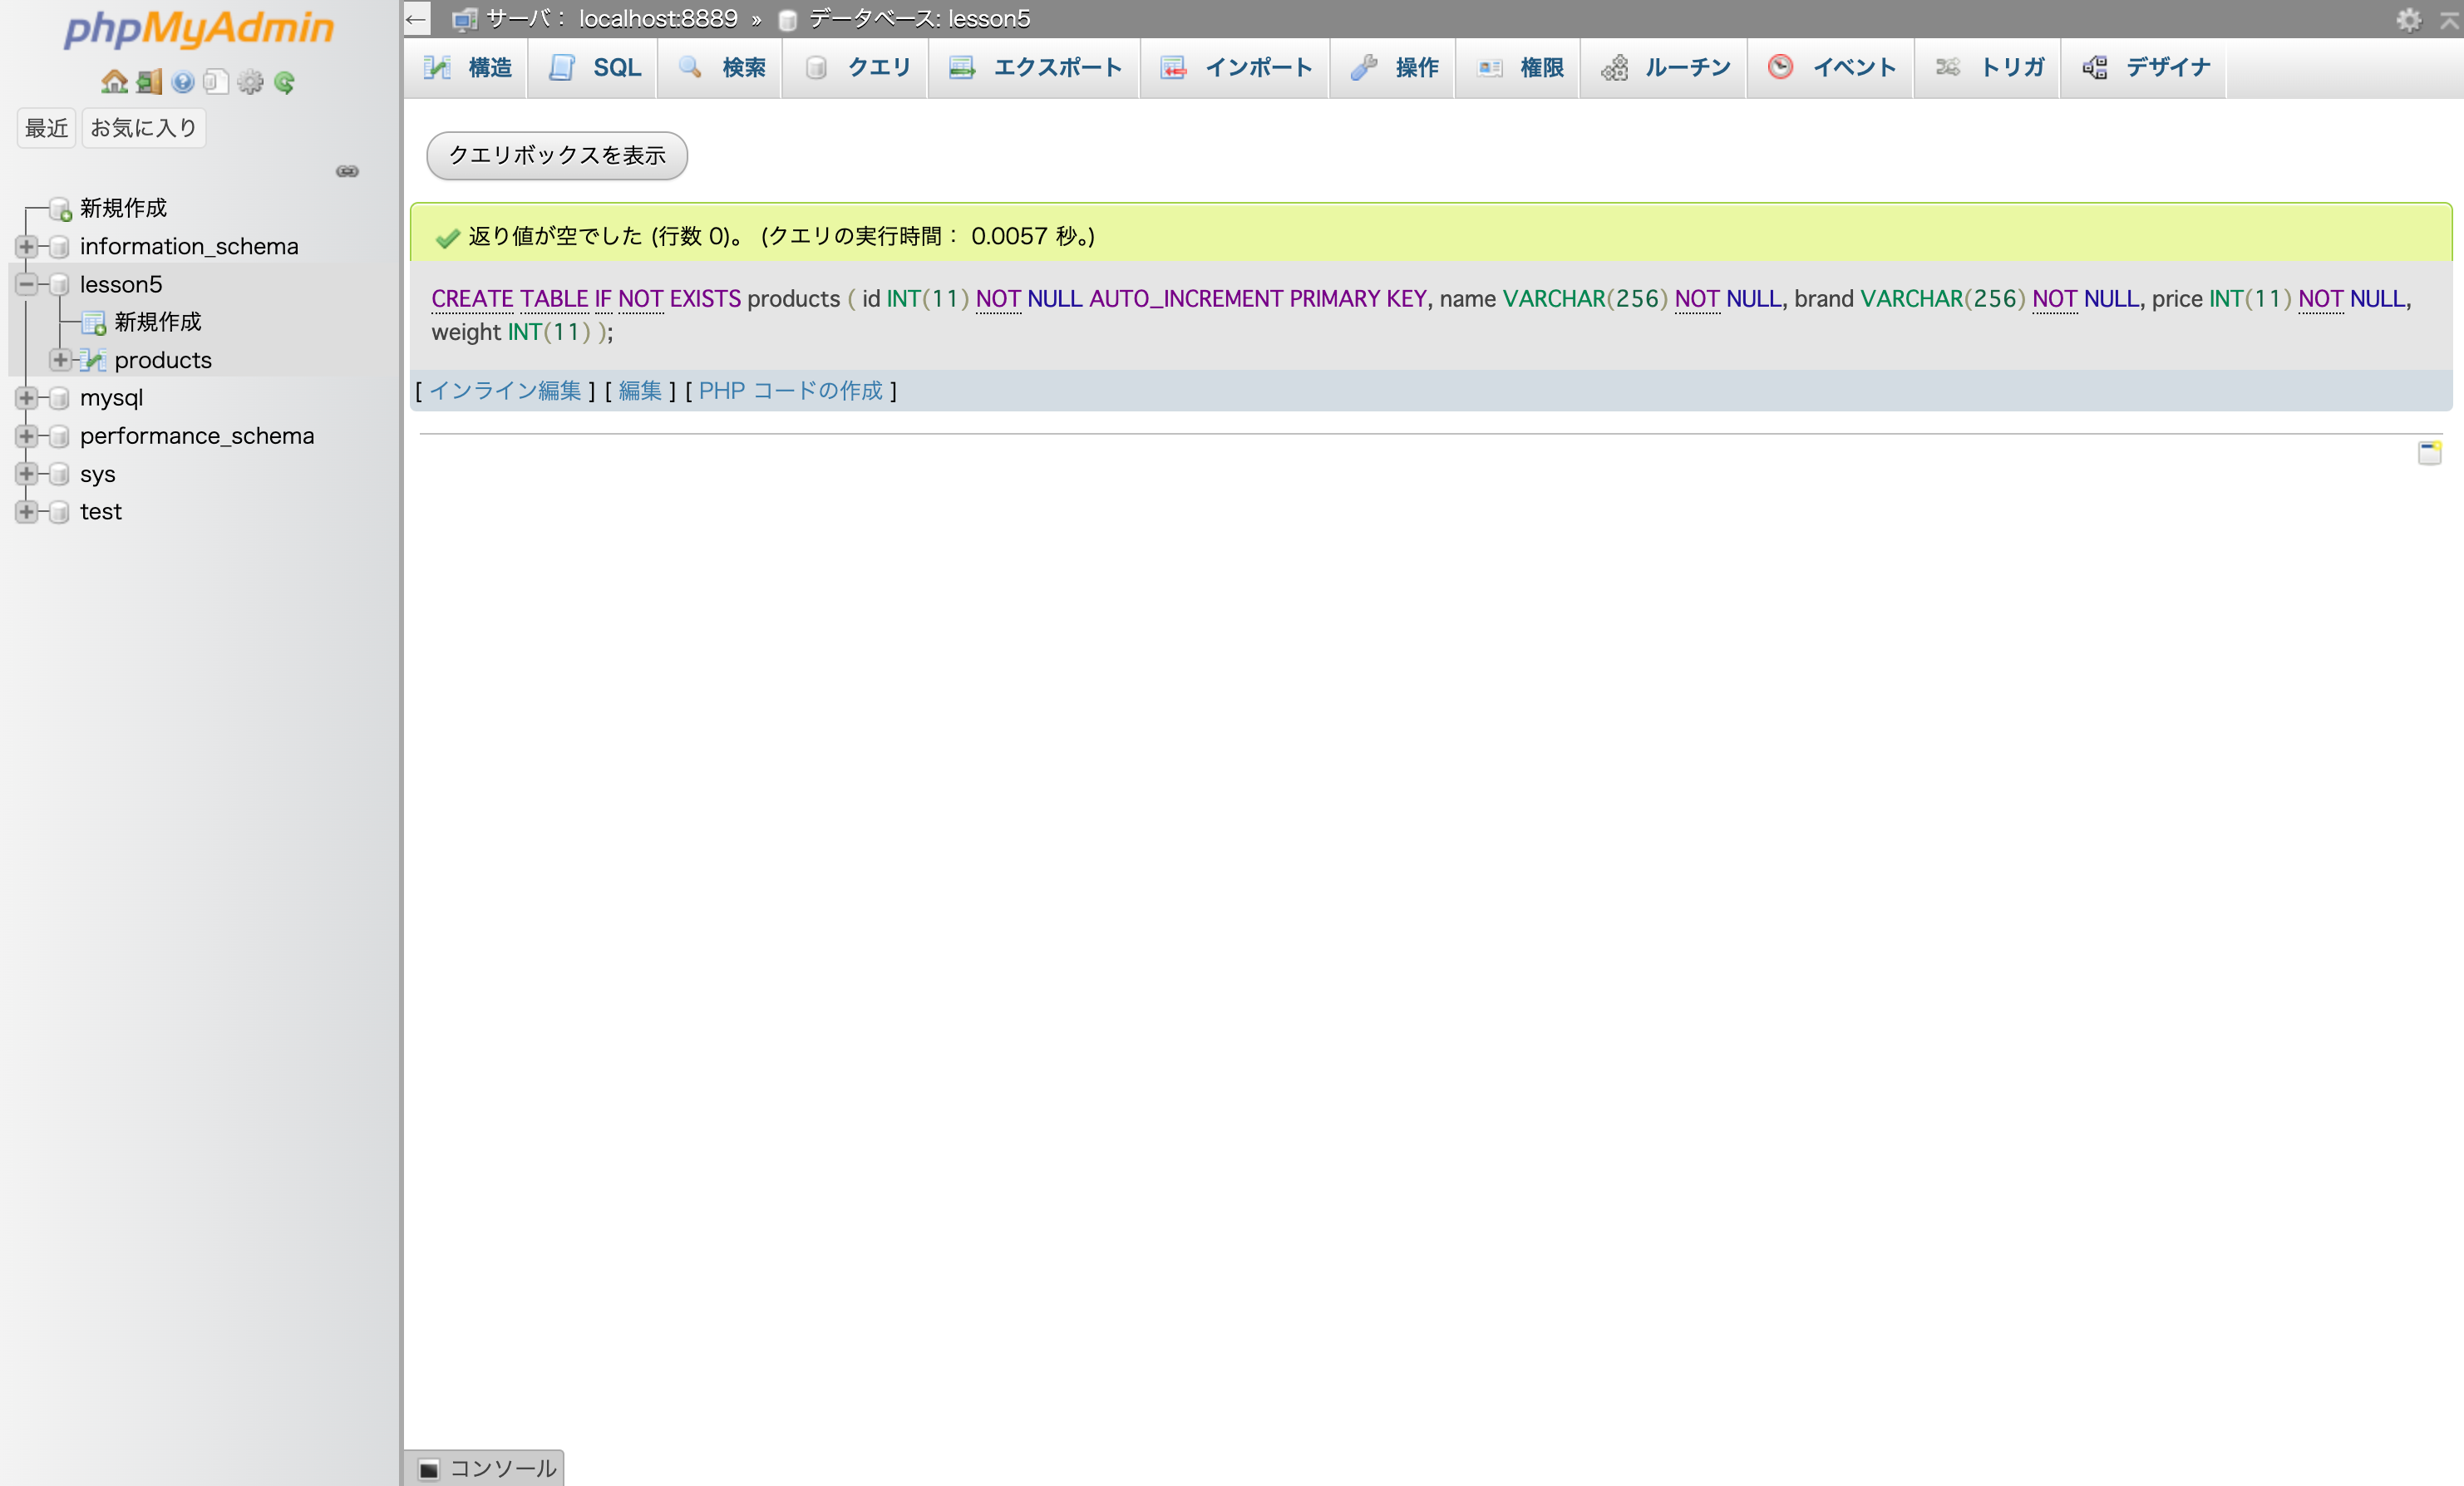 phpMyAdmin
最近 お気に入り
新規作成
information_schema
lesson5
新規作成
products
mysql
performance_schema
sys
test
← サーバ： localhost:8889 » データベース: lesson5
構造 SQL 検索 クエリ エクスポート インポート 操作 権限 ルーチン イベント トリガ デザイナ
クエリボックスを表示
返り値が空でした (行数 0)。 (クエリの実行時間： 0.0057 秒。)
CREATE TABLE IF NOT EXISTS products ( id INT(11) NOT NULL AUTO_INCREMENT PRIMARY KEY, name VARCHAR(256) NOT NULL, brand VARCHAR(256) NOT NULL, price INT(11) NOT NULL,
weight INT(11) );
[ インライン編集 ] [ 編集 ] [ PHP コードの作成 ]
コンソール